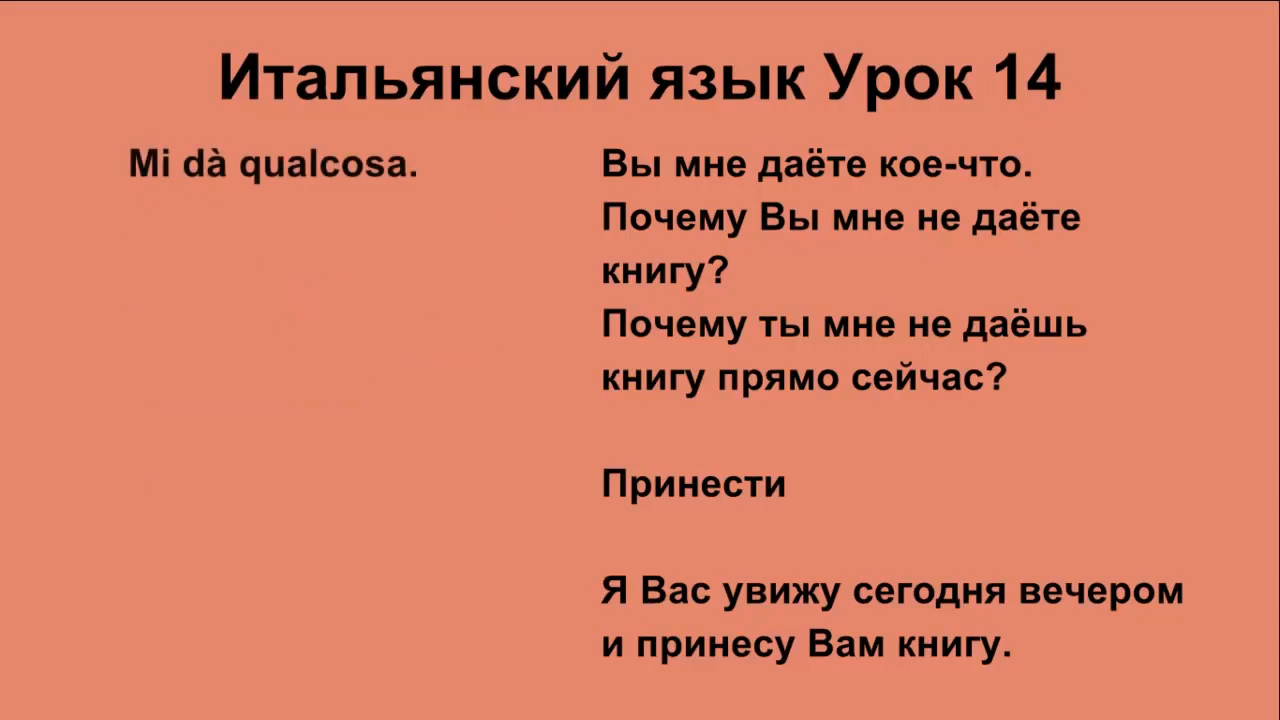 Итальянский язык Урок 14
Mi dà qualcosa.
Вы мне даёте кое-что.
Почему Вы мне не даёте
книгу?
Почему ты мне не даёшь
книгу прямо сейчас?
Принести
Я Вас увижу сегодня вечером
и принесу Вам книгу.